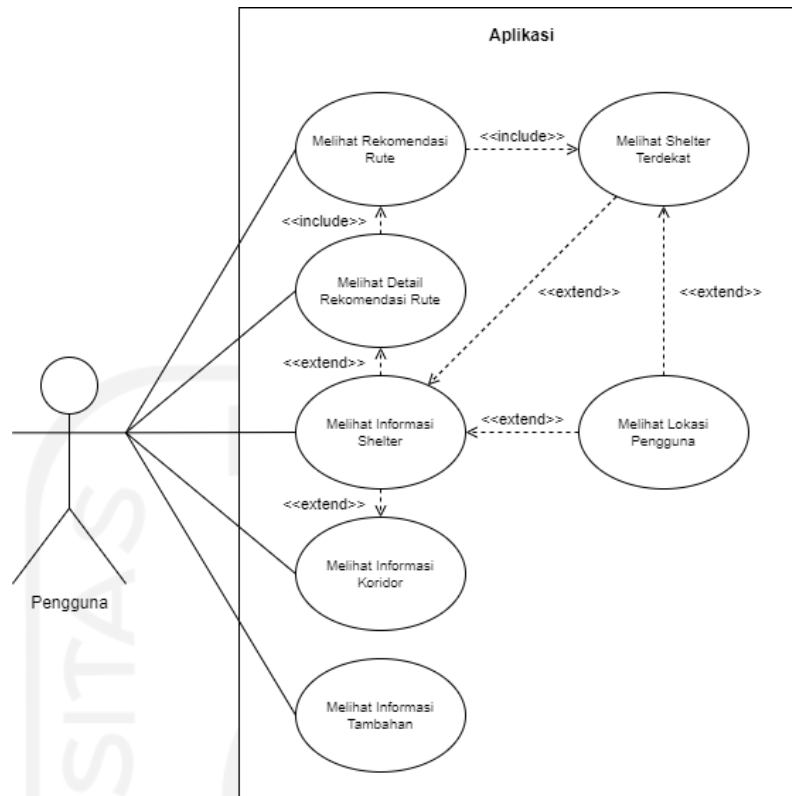 Aplikasi
Melihat Rekomendasi
Rute
<<include>>
Melihat Shelter
Terdekat
<<include>>
Melihat Detail
Rekomendasi Rute
<<extend>>
<<extend>>
<<extend>>
Melihat Informasi
Shelter
<<extend>>
Melihat Lokasi
Pengguna
<<extend>>
Melihat Informasi
Koridor
Pengguna
Melihat Informasi
Tambahan
SITAS